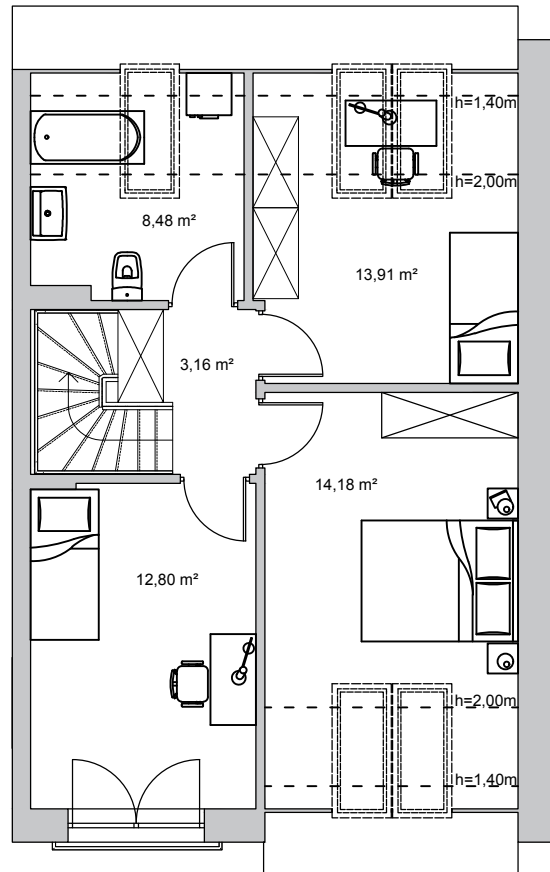 h=1,40m
h=2,00m
8,48 m²
13,91 m²
3,16 m²
14,18 m²
12,80 m²
h=2,00m
h=1,40m